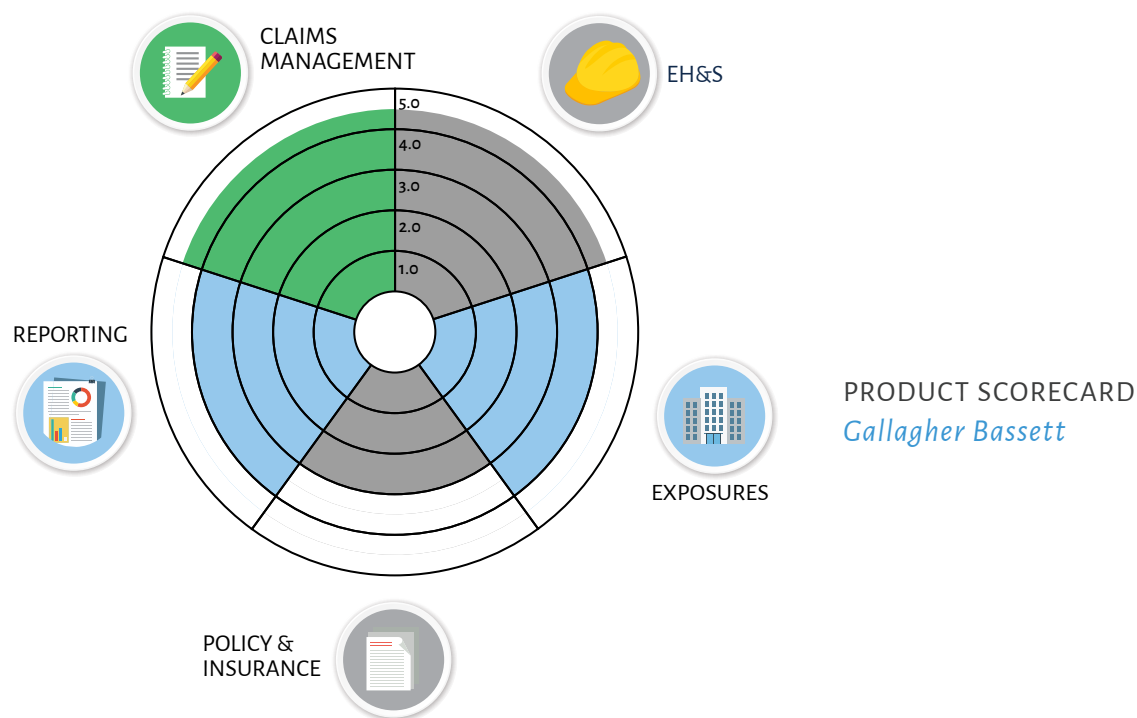 CLAIMS
MANAGEMENT
EH&S
5.0
4.0
3.0
2.0
1.0
REPORTING
PRODUCT SCORECARD
Gallagher Bassett
EXPOSURES
POLICY &
INSURANCE